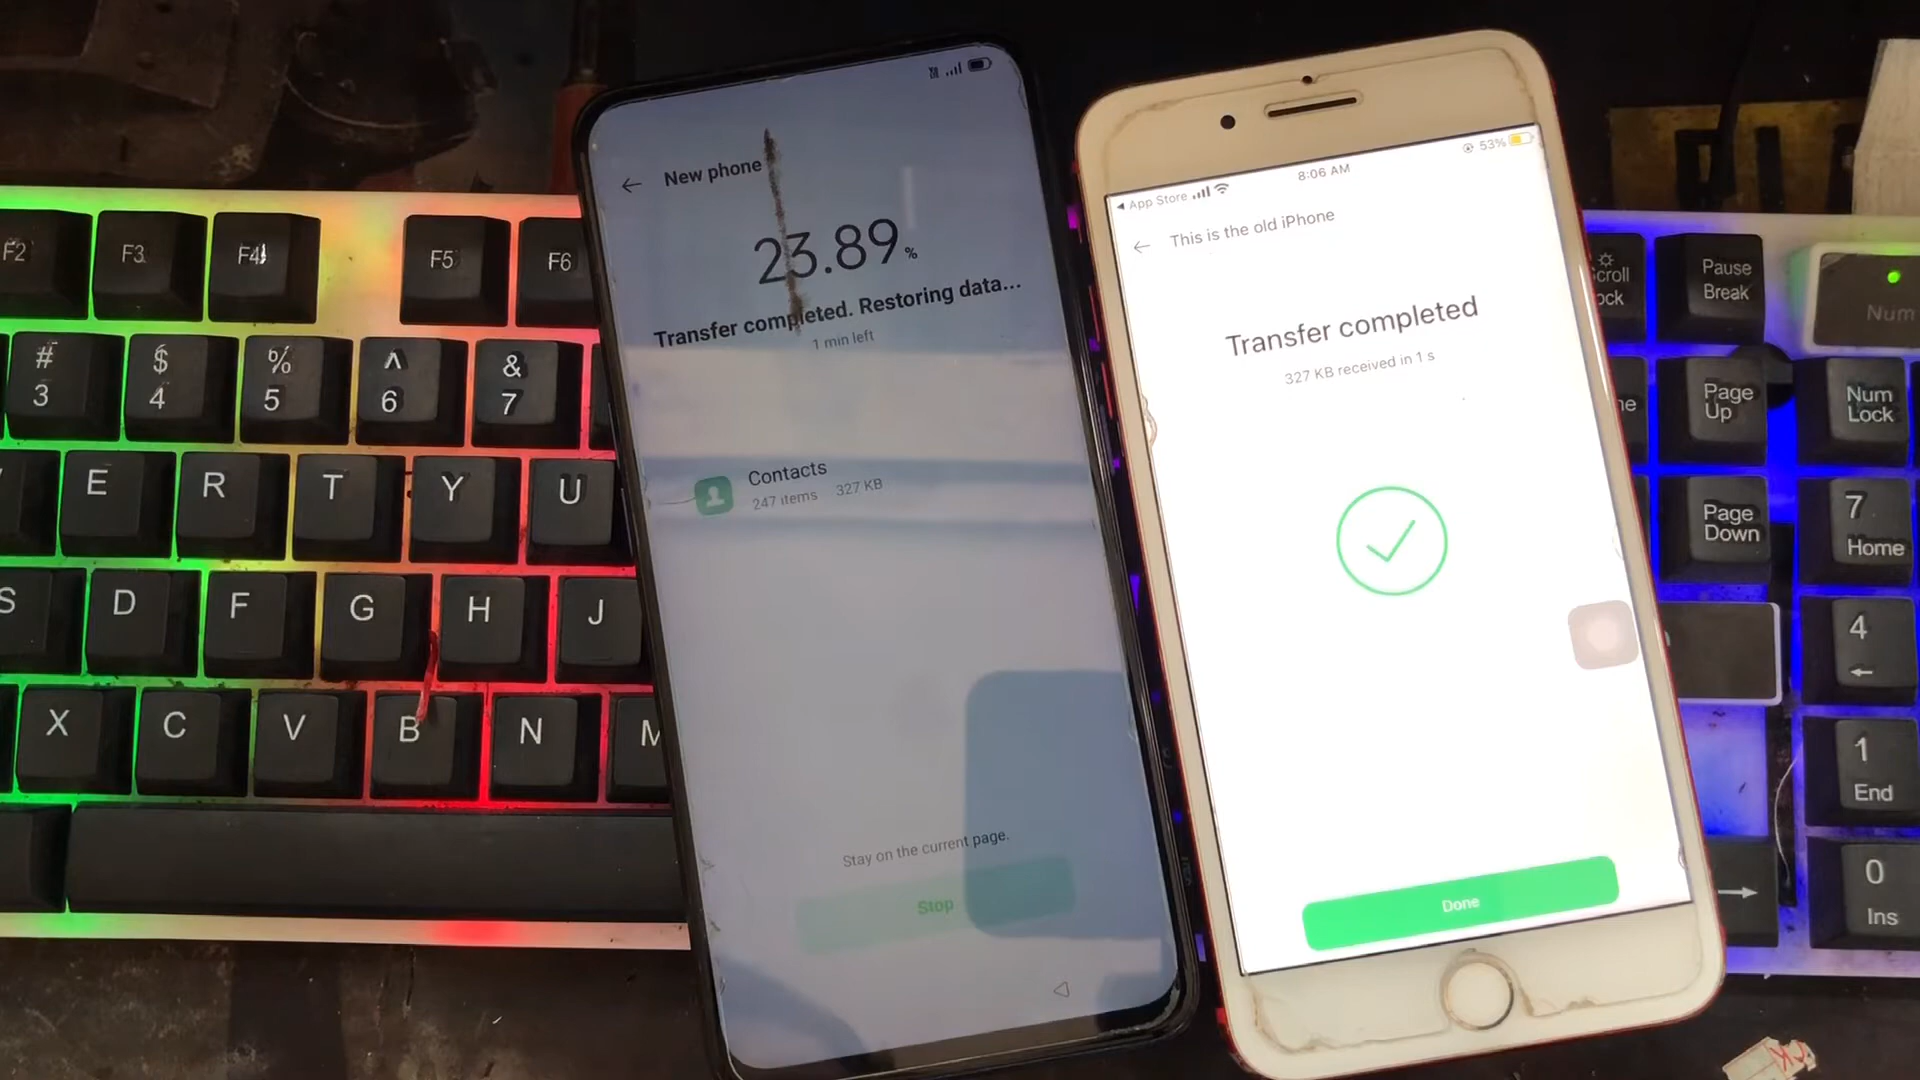 New phone
23.89%
Transfer completed. Restoring data...
1 min left
Contacts
247 items 327 KB
Stay on the current page.
Stop
App Store
8:06 AM
53%
This is the old iPhone
Transfer completed
327 KB received in 1 s
Done
F2 F3 F4 F5 F6
# $ % ^ &
3 4 5 6 7
E R T Y U
S D F G H J
X C V B N M
Pause
Break
Num
Page
Up
Num
Lock
Page
Down
7
Home
4
←
1
End
→
0
Ins